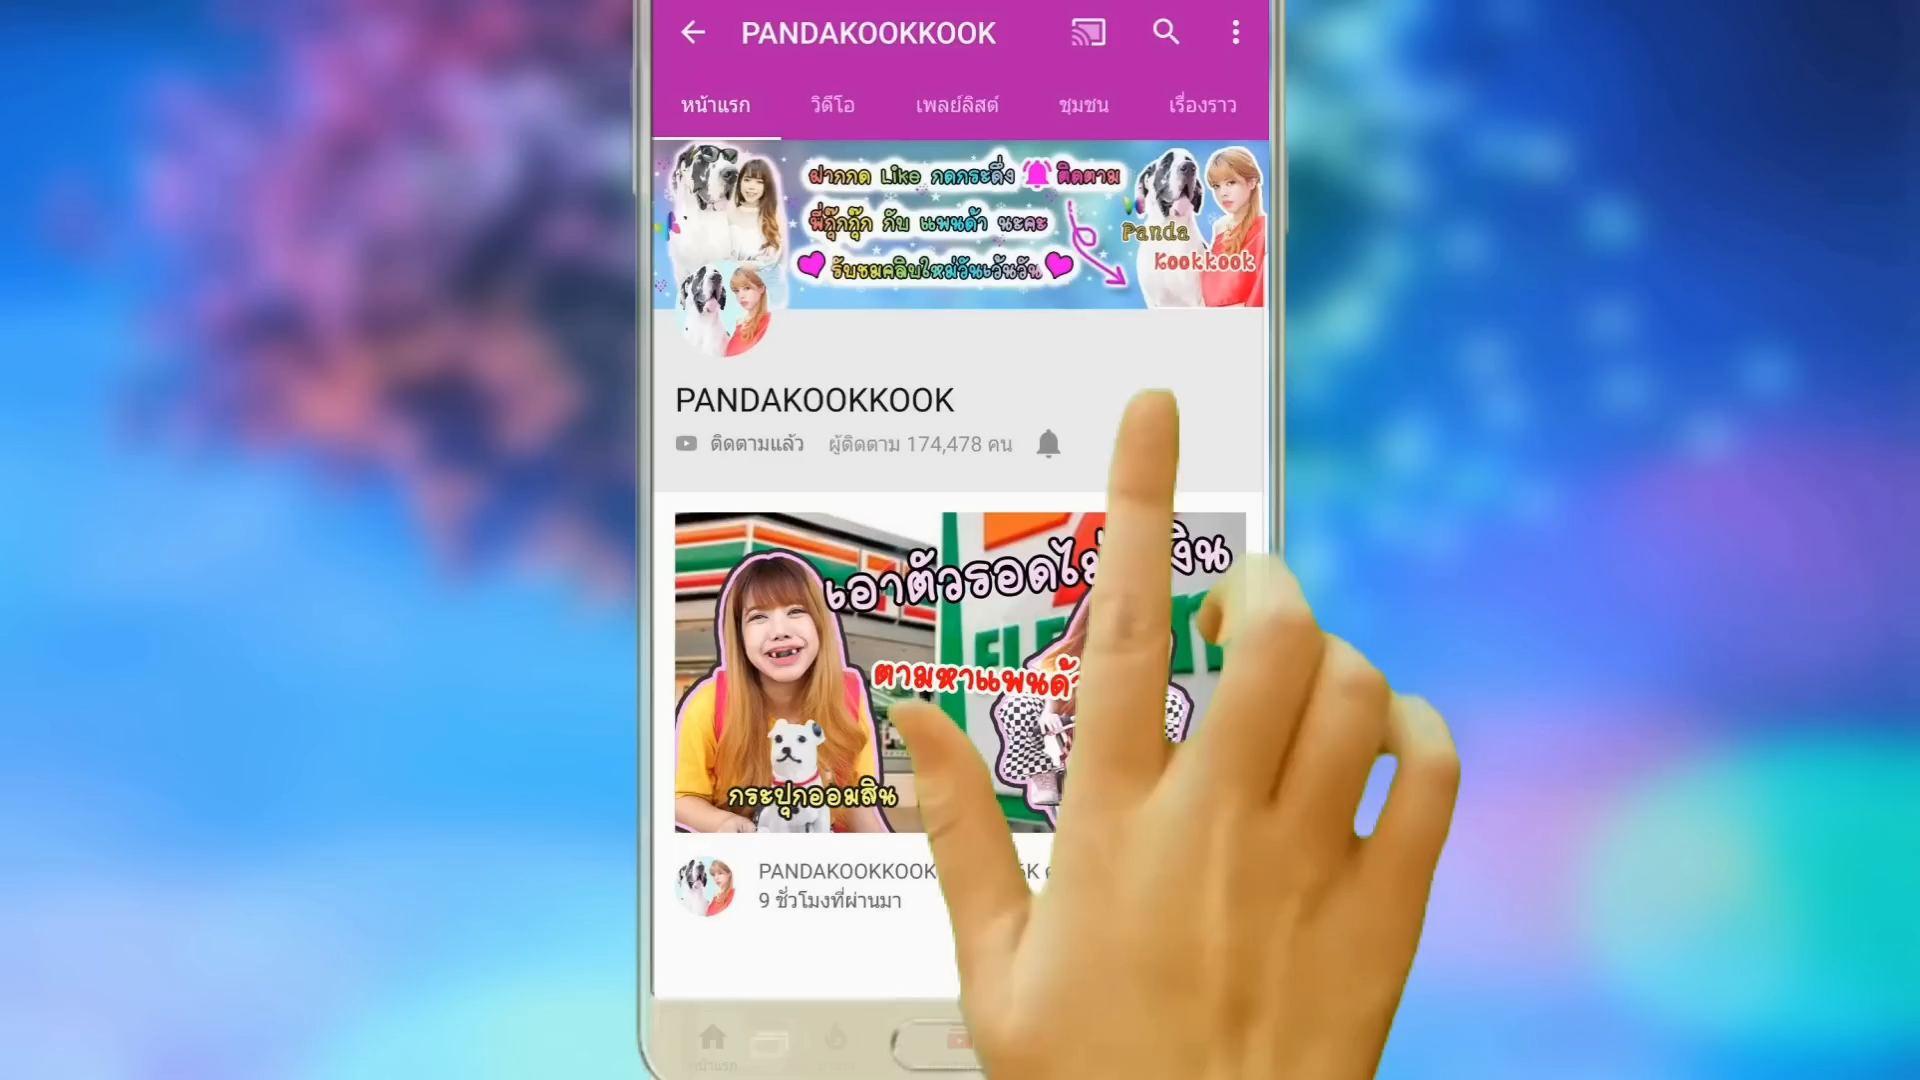 PANDAKOOKKOOK
หน้าแรก วิดีโอ เพลย์ลิสต์ ชุมชน เรื่องราว
ฝากกด Like กดกระดิ่ง ติดตาม
พี่กุ๊กกุ๊ก กับ แพนด้า นะคะ
รับชมคลิปใหม่วันเว้นวัน
Panda
Kookkook
PANDAKOOKKOOK
ติดตามแล้ว ผู้ติดตาม 174,478 คน
เอาตัวรอดไม่
ตามหาแพนด้า
กระปุกออมสิน
PANDAKOOKKOOK
9 ชั่วโมงที่ผ่านมา
หน้าแรก